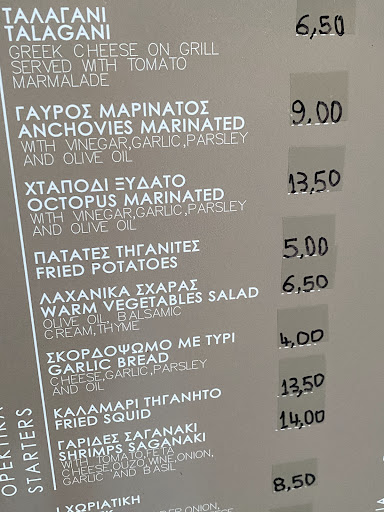 ΤΑΛΑΓΑΝΙ
TALAGANI 6,50
GREEK CHEESE ON GRILL
SERVED WITH TOMATO
MARMALADE
ΓΑΥΡΟΣ ΜΑΡΙΝΑΤΟΣ 9.00
ANCHOVIES MARINATED
WITH VINEGAR,GARLIC,PARSLEY
AND OLIVE OIL
ΧΤΑΠΟΔΙ ΞΥΔΑΤΟ 13,50
OCTOPUS MARINATED
WITH VINEGAR,GARLIC,PARSLEY
AND OLIVE OIL
ΠΑΤΑΤΕΣ ΤΗΓΑΝΙΤΕΣ 5,00
FRIED POTATOES
ΛΑΧΑΝΙΚΑ ΣΧΑΡΑΣ 6,50
WARM VEGETABLES SALAD
OLIVE OIL, BALSAMIC
CREAM,THYME
ΣΚΟΡΔΟΨΩΜΟ ΜΕ ΤΥΡΙ 4,00
GARLIC BREAD
CHEESE,GARLIC,PARSLEY
AND OIL
ΚΑΛΑΜΑΡΙ ΤΗΓΑΝΗΤΟ 13,50
FRIED SQUID
ΓΑΡΙΔΕΣ ΣΑΓΑΝΑΚΙ 14,00
SHRIMPS SAGANAKI
WITH TOMATO,FETA
CHEESE,OUZO,WINE,ONION,
GARLIC AND BASIL
ΧΩΡΙΑΤΙΚΗ 8,50
ONION,
ΟΡΕΚΤΙΚΑ
STARTERS